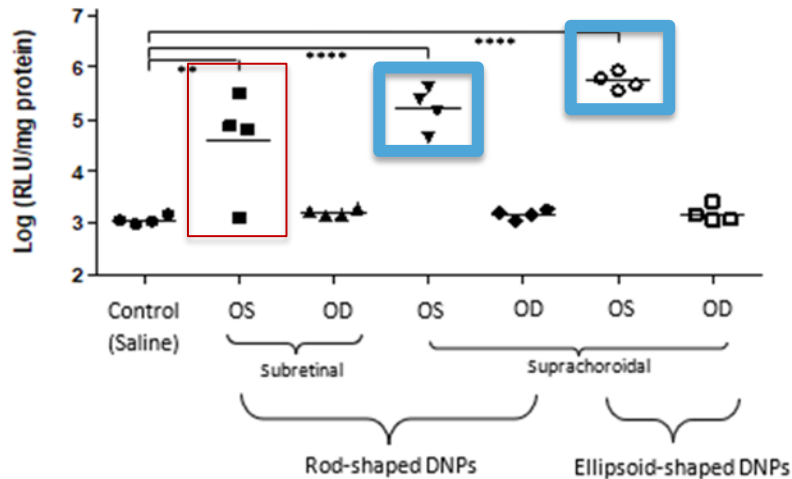 Log (RLU/mg protein)
7
6
5
4
3
2
****
****
**
Control
(Saline)
OS
OD
OS
OD
OS
OD
Subretinal
Suprachoroidal
Rod-shaped DNPs
Ellipsoid-shaped DNPs